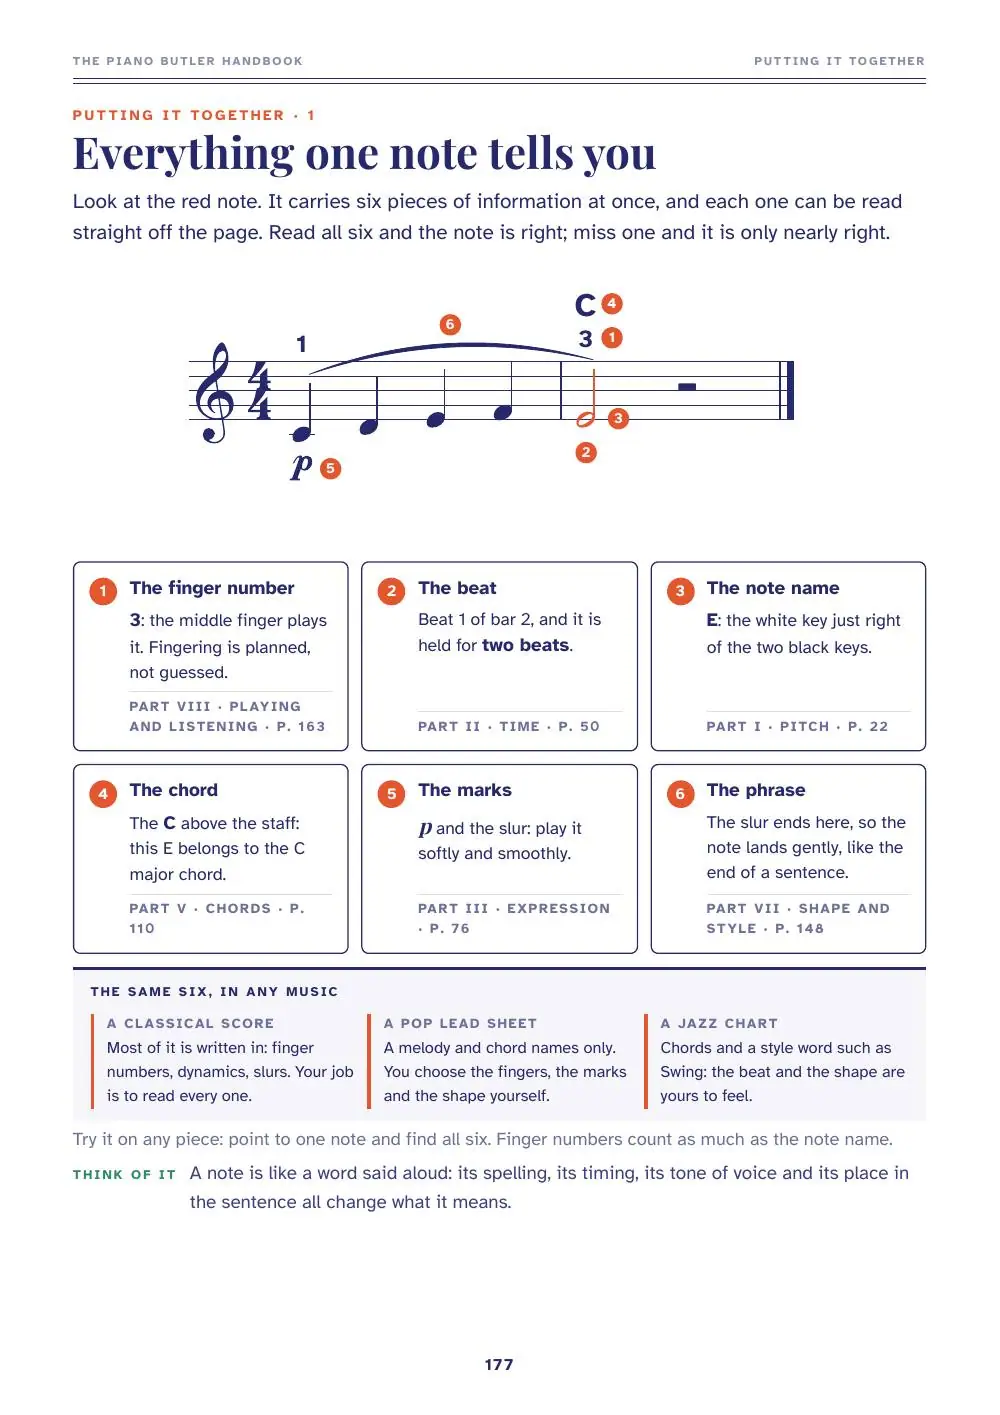 THE PIANO BUTLER HANDBOOK
PUTTING IT TOGETHER
PUTTING IT TOGETHER · 1
Everything one note tells you
Look at the red note. It carries six pieces of information at once, and each one can be read
straight off the page. Read all six and the note is right; miss one and it is only nearly right.
C 4
6
1
3 1
4
4
3
2
p 5
1 The finger number
3: the middle finger plays
it. Fingering is planned,
not guessed.
PART VIII · PLAYING
AND LISTENING · P. 163
2 The beat
Beat 1 of bar 2, and it is
held for two beats.
PART II · TIME · P. 50
3 The note name
E: the white key just right
of the two black keys.
PART I · PITCH · P. 22
4 The chord
The C above the staff:
this E belongs to the C
major chord.
PART V · CHORDS · P.
110
5 The marks
p and the slur: play it
softly and smoothly.
PART III · EXPRESSION
· P. 76
6 The phrase
The slur ends here, so the
note lands gently, like the
end of a sentence.
PART VII · SHAPE AND
STYLE · P. 148
THE SAME SIX, IN ANY MUSIC
A CLASSICAL SCORE
Most of it is written in: finger
numbers, dynamics, slurs. Your job
is to read every one.
A POP LEAD SHEET
A melody and chord names only.
You choose the fingers, the marks
and the shape yourself.
A JAZZ CHART
Chords and a style word such as
Swing: the beat and the shape are
yours to feel.
Try it on any piece: point to one note and find all six. Finger numbers count as much as the note name.
THINK OF IT A note is like a word said aloud: its spelling, its timing, its tone of voice and its place in
the sentence all change what it means.
177